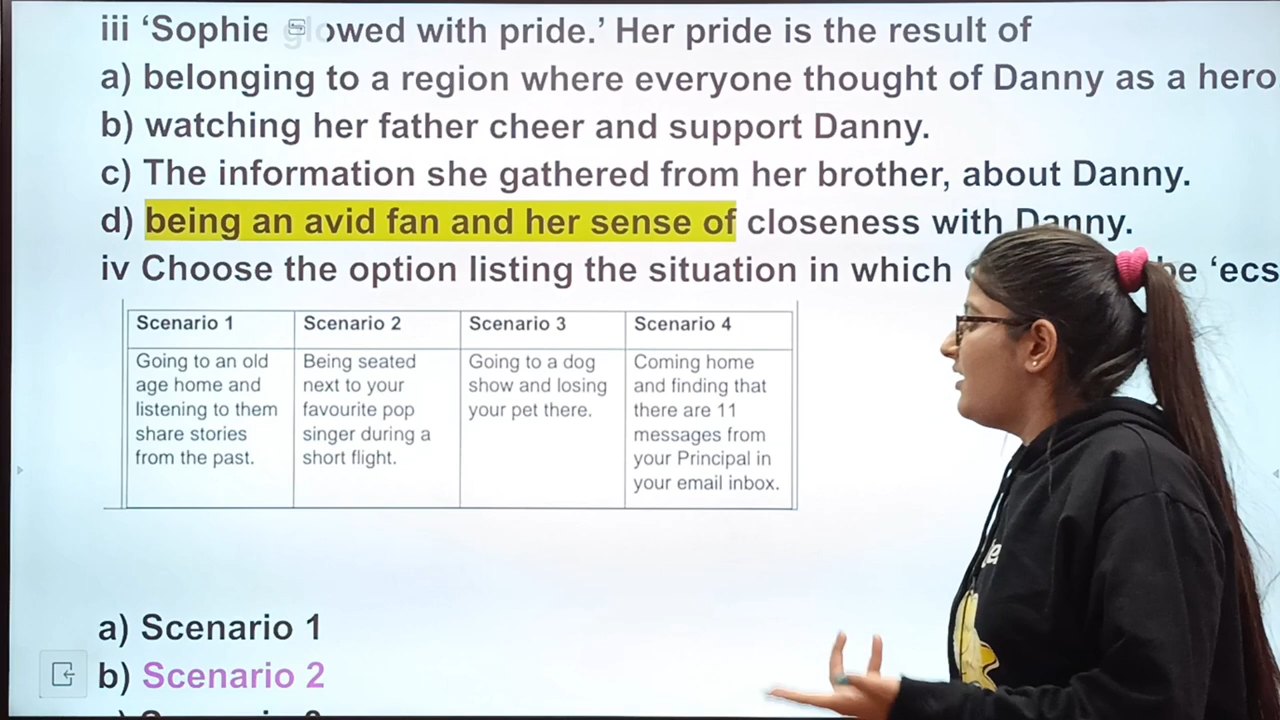 iii ‘Sophie glowed with pride.’ Her pride is the result of
a) belonging to a region where everyone thought of Danny as a hero
b) watching her father cheer and support Danny.
c) The information she gathered from her brother, about Danny.
d) being an avid fan and her sense of closeness with Danny.
iv Choose the option listing the situation in which be ‘ecs
Scenario 1
Going to an old
age home and
listening to them
share stories
from the past.
Scenario 2
Being seated
next to your
favourite pop
singer during a
short flight.
Scenario 3
Going to a dog
show and losing
your pet there.
Scenario 4
Coming home
and finding that
there are 11
messages from
your Principal in
your email inbox.
a) Scenario 1
b) Scenario 2